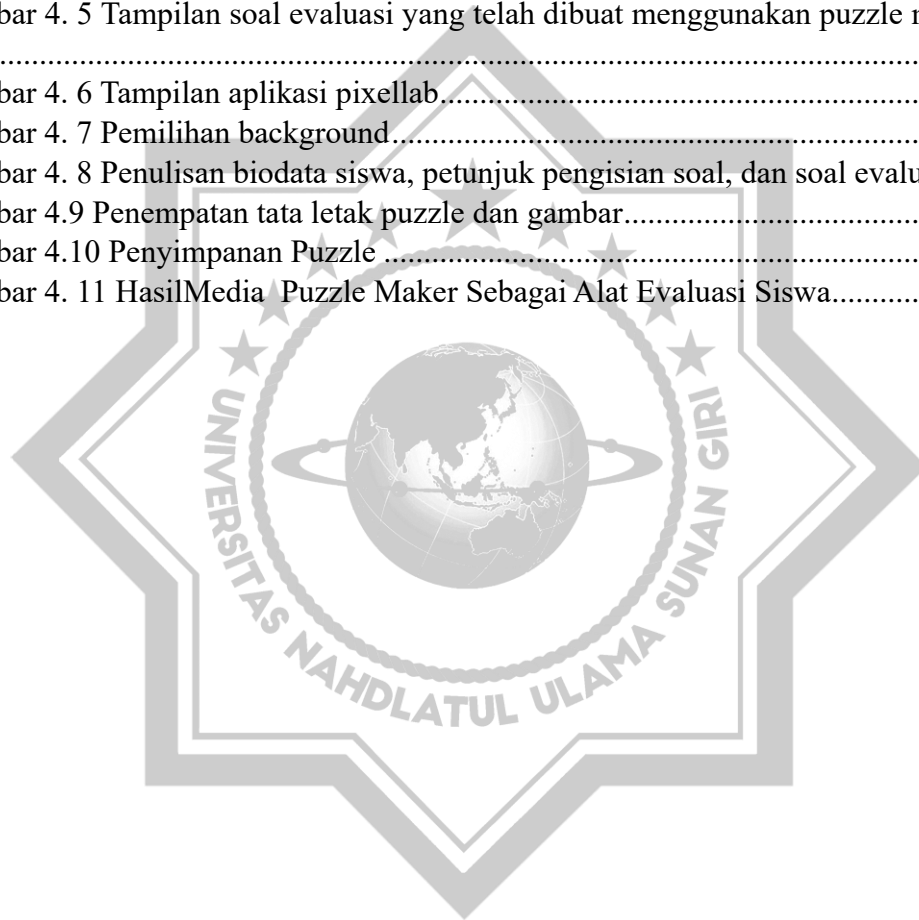 bar 4. 5 Tampilan soal evaluasi yang telah dibuat menggunakan puzzle
....................................................................................................................
bar 4. 6 Tampilan aplikasi pixellab............................................................
bar 4. 7 Pemilihan background..................................................................
bar 4. 8 Penulisan biodata siswa, petunjuk pengisian soal, dan soal evalu
bar 4.9 Penempatan tata letak puzzle dan gambar.....................................
bar 4.10 Penyimpanan Puzzle ...................................................................
bar 4. 11 HasilMedia  Puzzle Maker Sebagai Alat Evaluasi Siswa...........
UNIVERSITAS NAHDLATUL ULAMA SUNAN GIRI